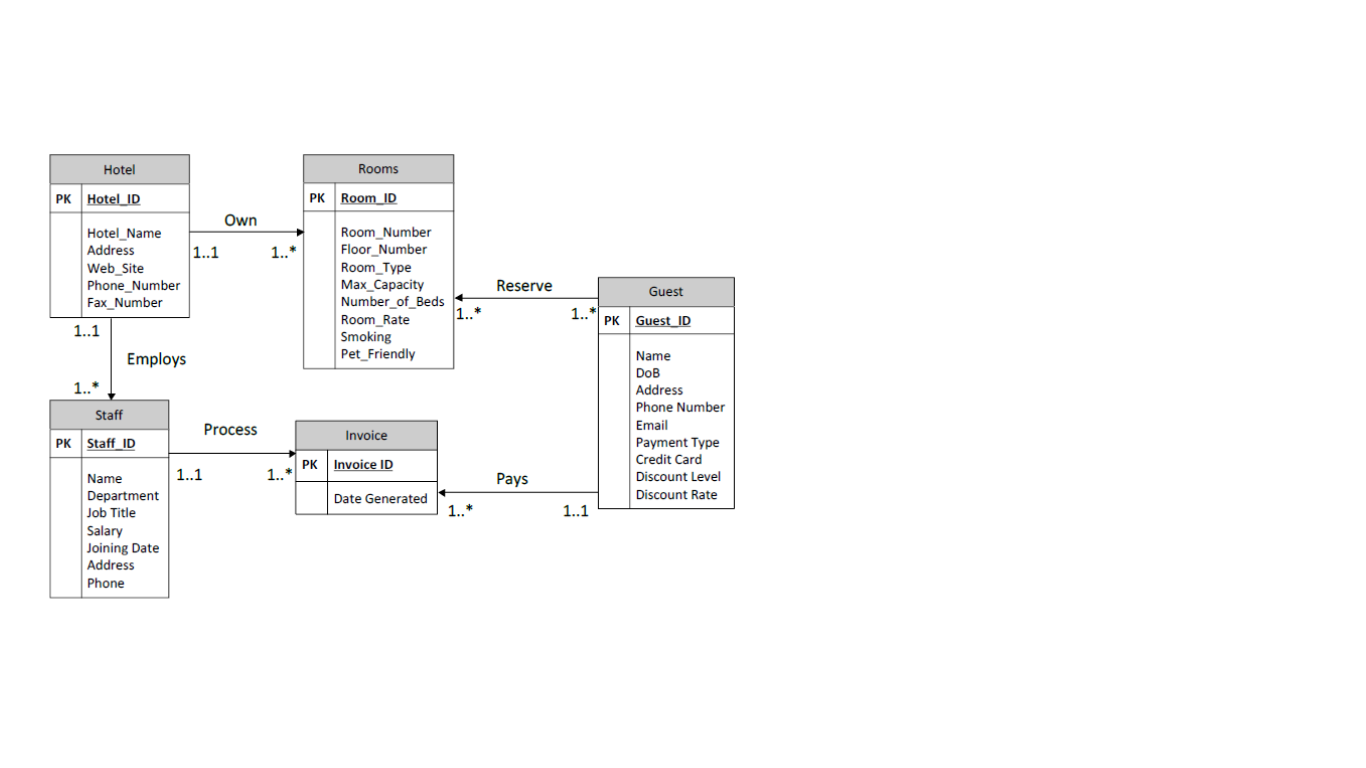 Hotel
PK Hotel_ID
Hotel_Name
Address
Web_Site
Phone_Number
Fax_Number
Own
1..1 1..*
Rooms
PK Room_ID
Room_Number
Floor_Number
Room_Type
Max_Capacity
Number_of_Beds
Room_Rate
Smoking
Pet_Friendly
Reserve
1..* 1..*
Guest
PK Guest_ID
Name
DoB
Address
Phone Number
Email
Payment Type
Credit Card
Discount Level
Discount Rate
1..1
Employs
1..*
Staff
PK Staff_ID
Name
Department
Job Title
Salary
Joining Date
Address
Phone
Process
1..1 1..*
Invoice
PK Invoice ID
Date Generated
Pays
1..* 1..1